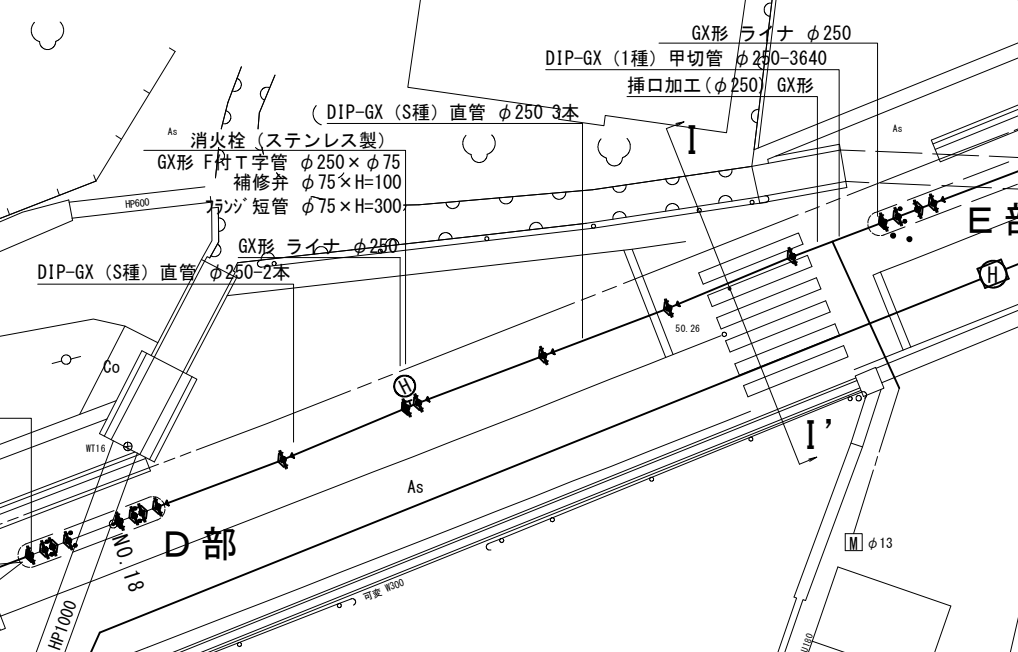 GX形 ライナ φ250
DIP-GX (1種) 甲切管 φ250-3640
挿口加工(φ250) GX形
DIP-GX (S種) 直管 φ250 3本
As
As
消火栓 (ステンレス製)
GX形 F付T字管 φ250×φ75
補修弁 φ75×H=100
フランジ短管 φ75×H=300
HP600
I
E部
GX形 ライナ φ250
DIP-GX (S種) 直管 φ250-2本
H
50.26
Co
H
WT16
I’
As
D部
NO.18
M φ13
可変 W300
HP1000